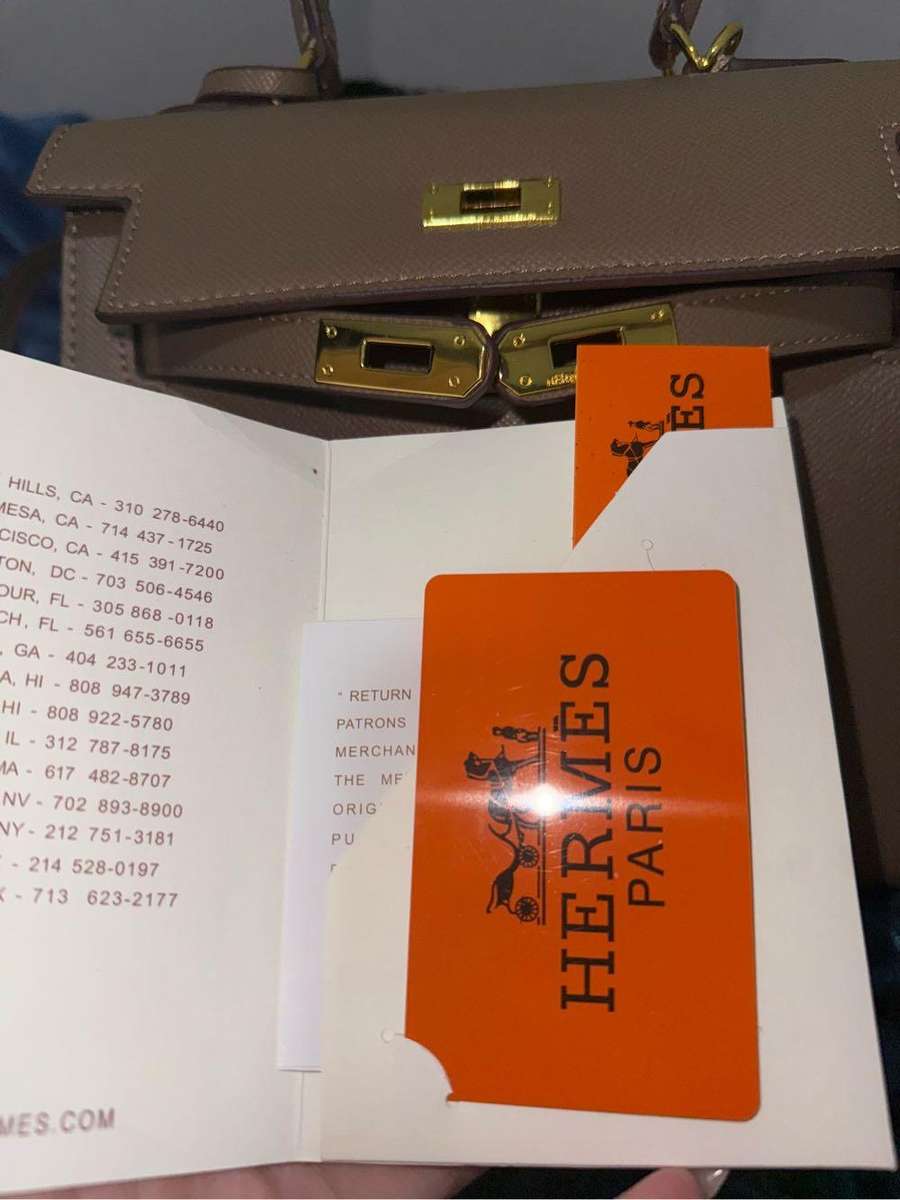 HILLS, CA - 310 278-6440
MESA, CA - 714 437-1725
CISCO, CA - 415 391-7200
TON, DC - 703 506-4546
OUR, FL - 305 868 -0118
CH, FL - 561 655-6655
, GA - 404 233-1011
A, HI - 808 947-3789
HI - 808 922-5780
IL - 312 787-8175
MA - 617 482-8707
NV - 702 893-8900
NY - 212 751-3181
- 214 528-0197
X - 713 623-2177
MES.COM
" RETURN
PATRONS
MERCHAN
THE ME
ORIG
PU
ES
HERMÈS
PARIS